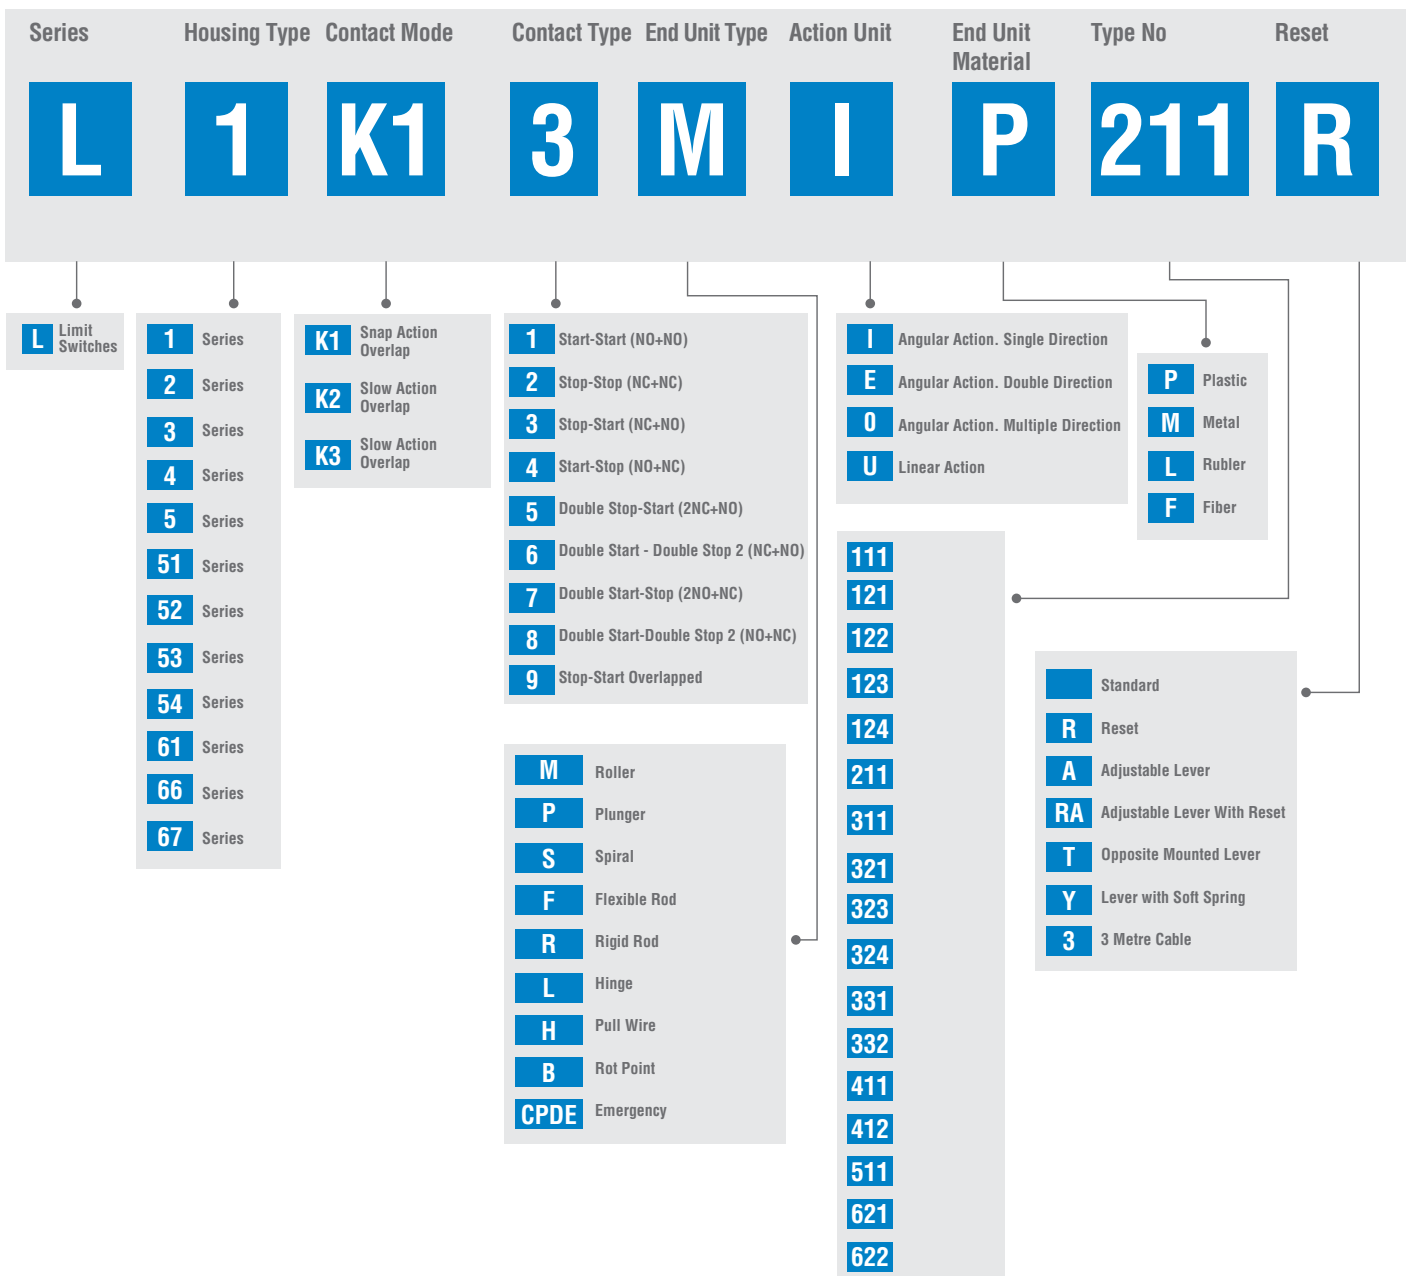 Series
Housing Type
Contact Mode
Contact Type
End Unit Type
Action Unit
End Unit
Material
Type No
Reset
L
1
K1
3
M
I
P
211
R
L Limit
Switches
1 Series
2 Series
3 Series
4 Series
5 Series
51 Series
52 Series
53 Series
54 Series
61 Series
66 Series
67 Series
K1 Snap Action
Overlap
K2 Slow Action
Overlap
K3 Slow Action
Overlap
1 Start-Start (NO+NO)
2 Stop-Stop (NC+NC)
3 Stop-Start (NC+NO)
4 Start-Stop (NO+NC)
5 Double Stop-Start (2NC+NO)
6 Double Start - Double Stop 2 (NC+NO)
7 Double Start-Stop (2NO+NC)
8 Double Start-Double Stop 2 (NO+NC)
9 Stop-Start Overlapped
M Roller
P Plunger
S Spiral
F Flexible Rod
R Rigid Rod
L Hinge
H Pull Wire
B Rot Point
CPDE Emergency
I Angular Action. Single Direction
E Angular Action. Double Direction
0 Angular Action. Multiple Direction
U Linear Action
P Plastic
M Metal
L Rubler
F Fiber
111
121
122
123
124
211
311
321
323
324
331
332
411
412
511
621
622
Standard
R Reset
A Adjustable Lever
RA Adjustable Lever With Reset
T Opposite Mounted Lever
Y Lever with Soft Spring
3 3 Metre Cable